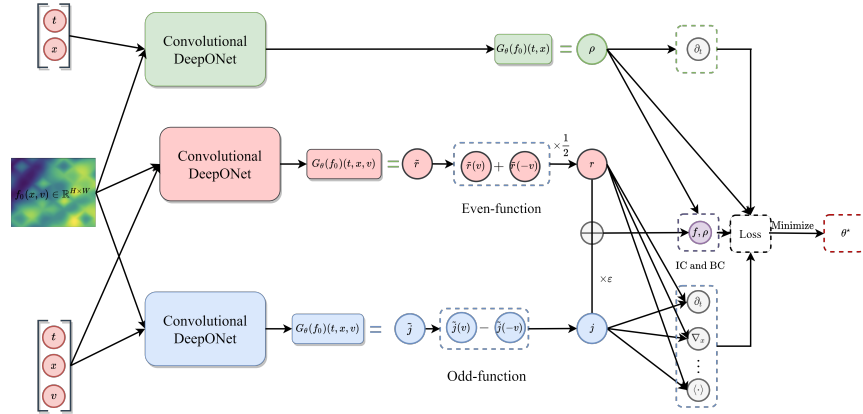 t
x
Convolutional
DeepONet
G_θ(f_0)(t, x)
=
ρ
∂_t
f_0(x, v) ∈ ℝ^{H×W}
Convolutional
DeepONet
G_θ(f_0)(t, x, v)
=
r̃
r̃(v) + r̃(−v)
×1/2
r
Even-function
f, ρ
IC and BC
Loss
Minimize
θ*
×ε
t
x
v
Convolutional
DeepONet
G_θ(f_0)(t, x, v)
=
j̃
j̃(v) − j̃(−v)
j
Odd-function
∂_t
∇_x
⋮
⟨·⟩